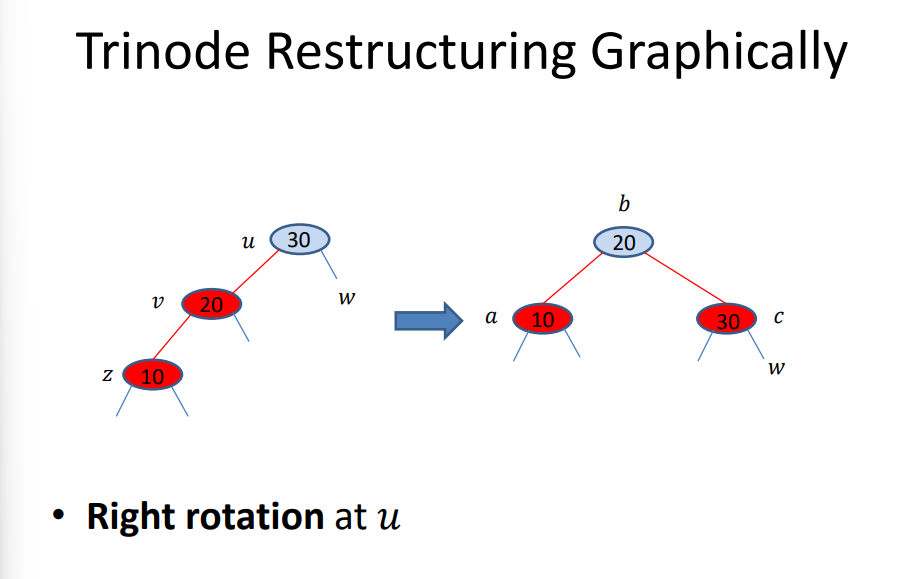 Trinode Restructuring Graphically
b
u 30
20
v 20
w
a 10
30 c
z 10
w
• Right rotation at u